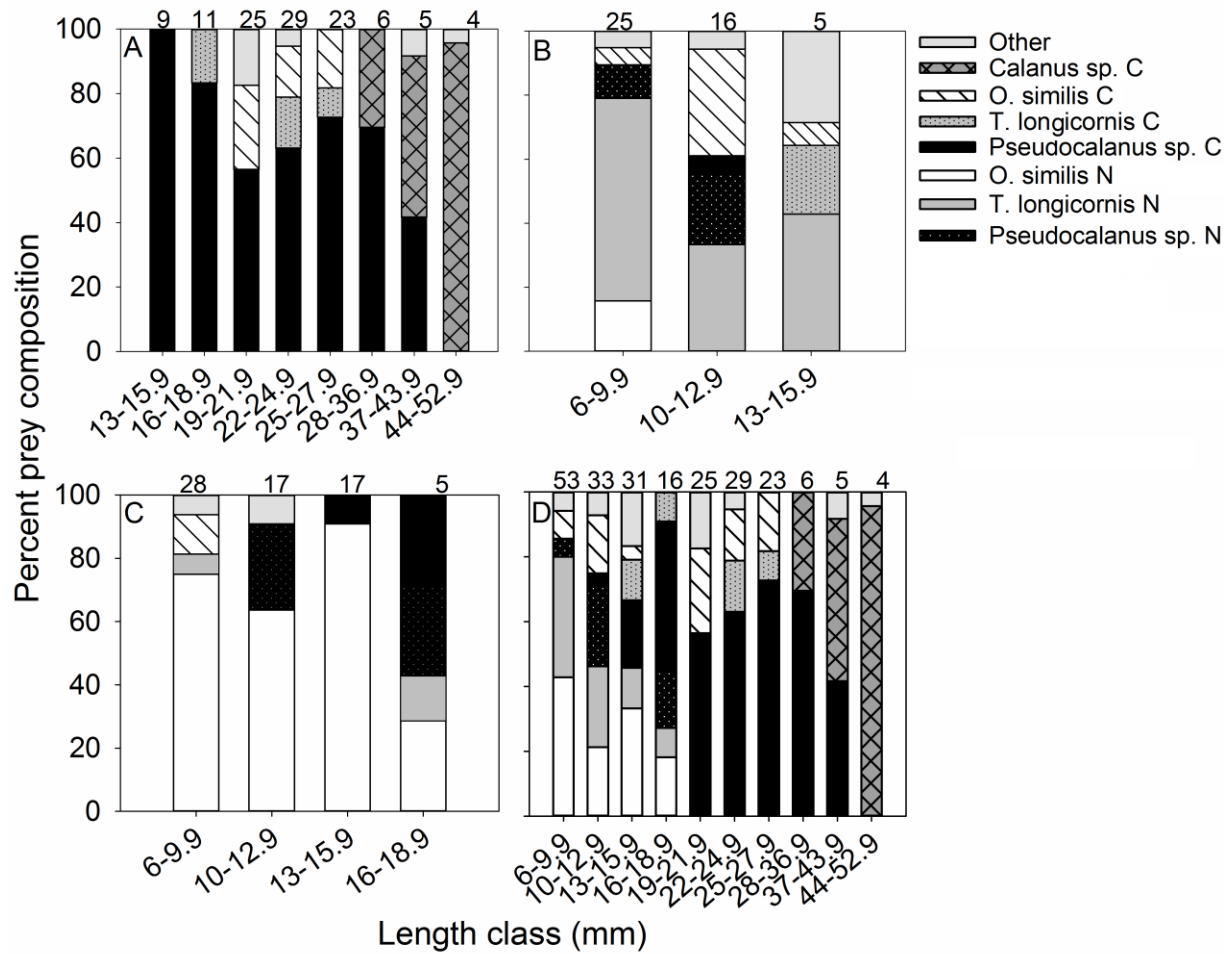 Percent prey composition
A
9 11 25 29 23 6 5 4
100
80
60
40
20
0
13-15.9 16-18.9 19-21.9 22-24.9 25-27.9 28-36.9 37-43.9 44-52.9
B
25 16 5
6-9.9 10-12.9 13-15.9
Other
Calanus sp. C
O. similis C
T. longicornis C
Pseudocalanus sp. C
O. similis N
T. longicornis N
Pseudocalanus sp. N
C
28 17 17 5
100
80
60
40
20
0
6-9.9 10-12.9 13-15.9 16-18.9
D
53 33 31 16 25 29 23 6 5 4
6-9.9 10-12.9 13-15.9 16-18.9 19-21.9 22-24.9 25-27.9 28-36.9 37-43.9 44-52.9
Length class (mm)